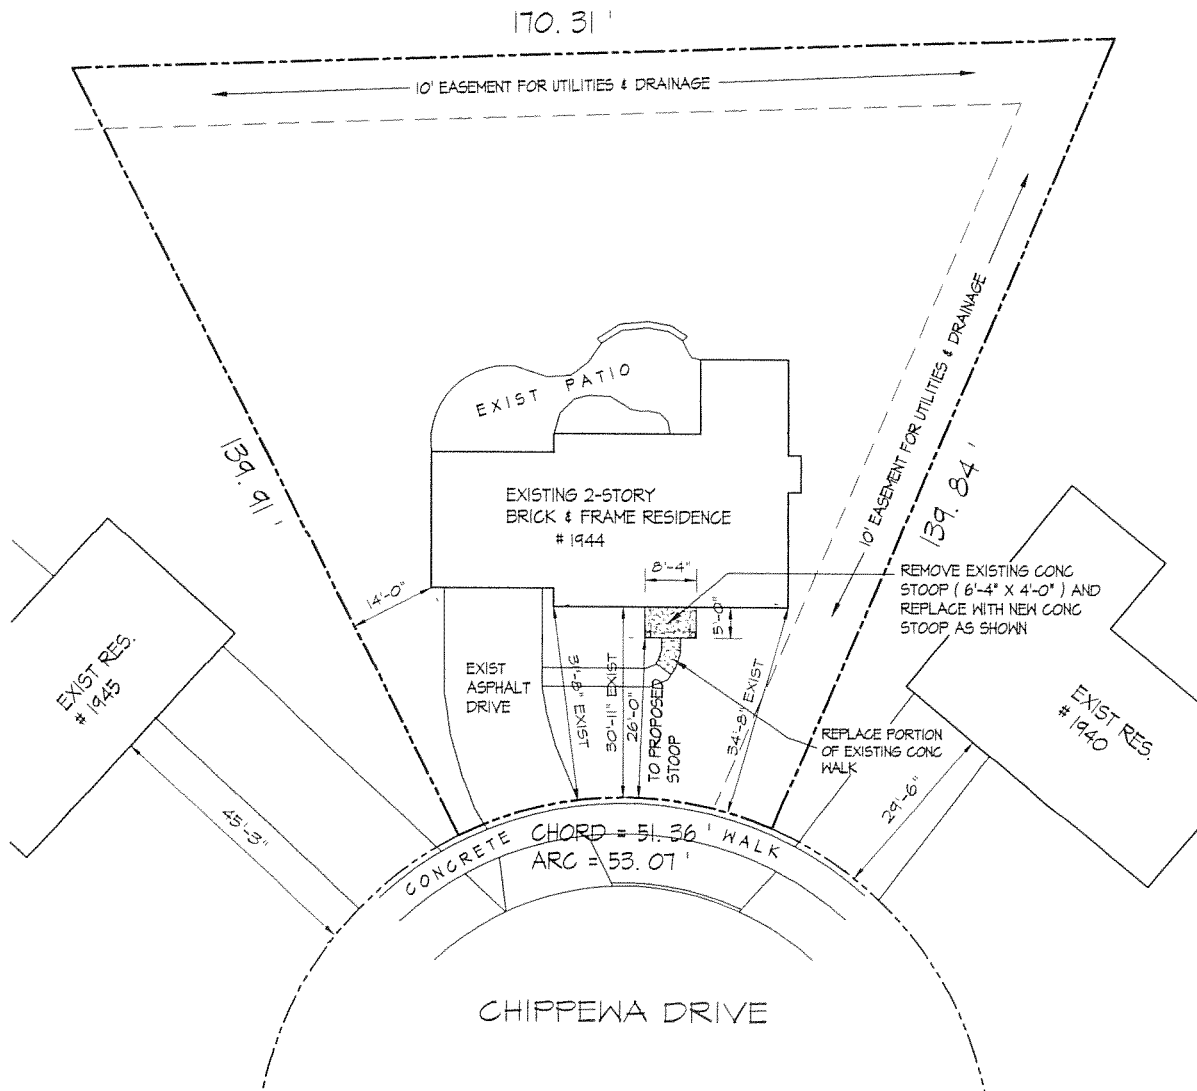 170.31'
10' EASEMENT FOR UTILITIES & DRAINAGE
10' EASEMENT FOR UTILITIES & DRAINAGE
139.91'
139.84'
EXIST PATIO
EXISTING 2-STORY
BRICK & FRAME RESIDENCE
# 1944
8'-4"
5'-0"
14'-0"
REMOVE EXISTING CONC
STOOP ( 6'-4" X 4'-0" ) AND
REPLACE WITH NEW CONC
STOOP AS SHOWN
EXIST
ASPHALT
DRIVE
31'-8" EXIST
30'-11" EXIST
26'-0"
TO PROPOSED
STOOP
34'-8" EXIST
REPLACE PORTION
OF EXISTING CONC
WALK
EXIST RES.
# 1945
EXIST RES.
# 1940
45'-3"
29'-6"
CONCRETE WALK
CHORD = 51.36'
ARC = 53.07'
CHIPPEWA DRIVE